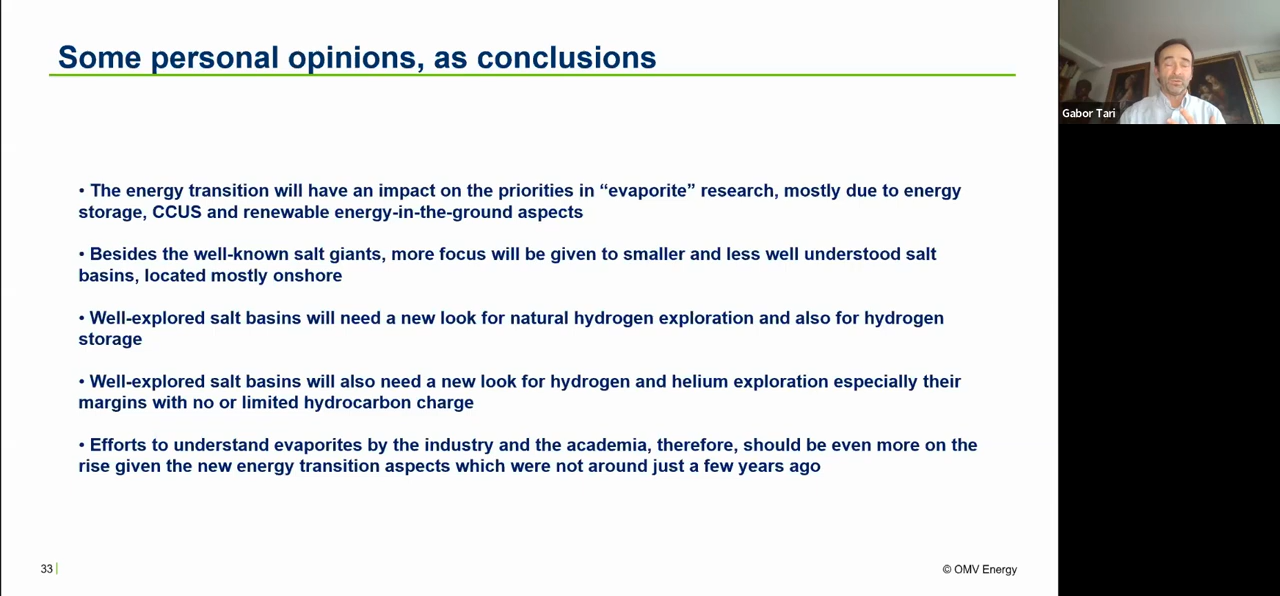 Some personal opinions, as conclusions
Gabor Tari
• The energy transition will have an impact on the priorities in “evaporite” research, mostly due to energy
storage, CCUS and renewable energy-in-the-ground aspects
• Besides the well-known salt giants, more focus will be given to smaller and less well understood salt
basins, located mostly onshore
• Well-explored salt basins will need a new look for natural hydrogen exploration and also for hydrogen
storage
• Well-explored salt basins will also need a new look for hydrogen and helium exploration especially their
margins with no or limited hydrocarbon charge
• Efforts to understand evaporites by the industry and the academia, therefore, should be even more on the
rise given the new energy transition aspects which were not around just a few years ago
33
© OMV Energy